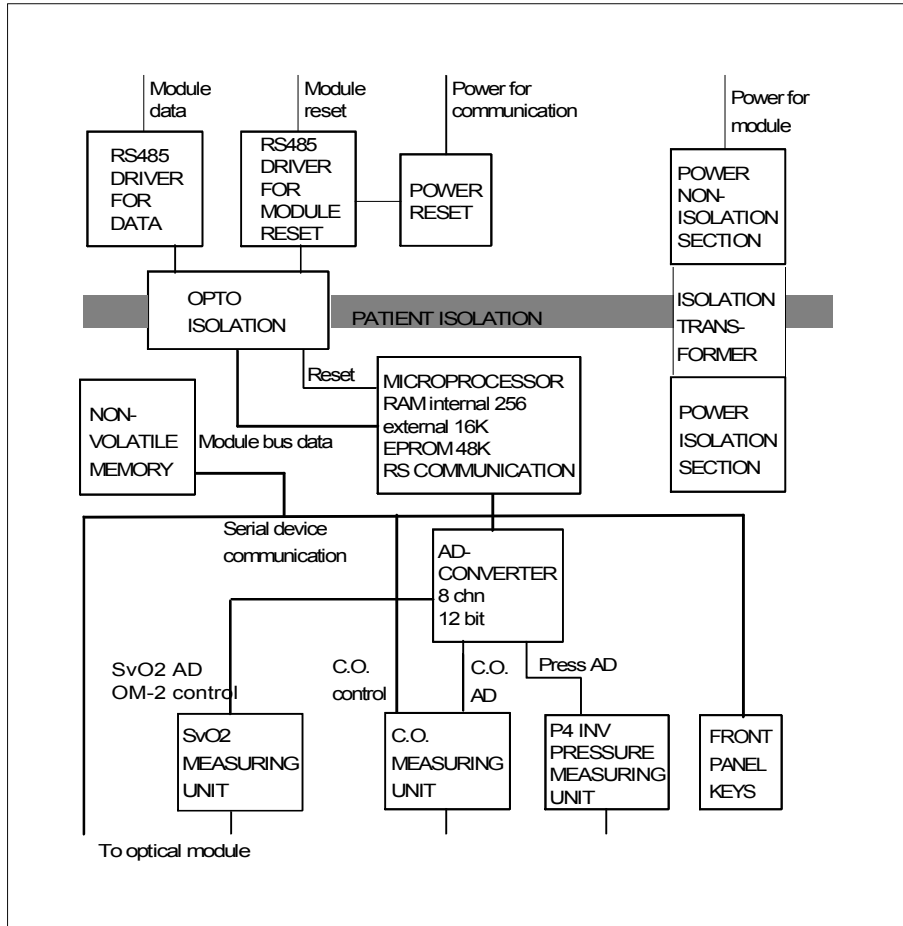 Module
data
Module
reset
Power for
communication
Power for
module
RS485
DRIVER
FOR
DATA
RS485
DRIVER
FOR
MODULE
RESET
POWER
RESET
POWER
NON-
ISOLATION
SECTION
OPTO
ISOLATION
PATIENT ISOLATION
ISOLATION
TRANS-
FORMER
Reset
NON-
VOLATILE
MEMORY
Module bus data
MICROPROCESSOR
RAM internal 256
external 16K
EPROM 48K
RS COMMUNICATION
POWER
ISOLATION
SECTION
Serial device
communication
AD-
CONVERTER
8 chn
12 bit
SvO2 AD
OM-2 control
C.O.
control
C.O.
AD
Press AD
SvO2
MEASURING
UNIT
C.O.
MEASURING
UNIT
P4 INV
PRESSURE
MEASURING
UNIT
FRONT
PANEL
KEYS
To optical module